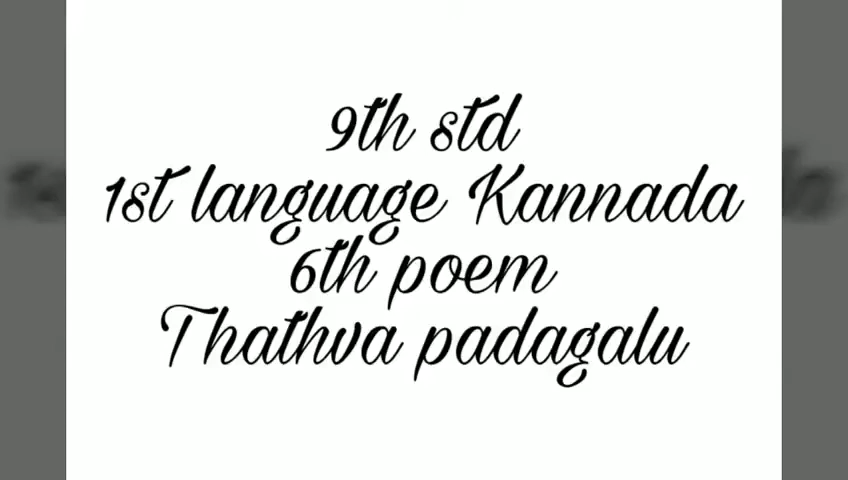 9th std
1st language Kannada
6th poem
Thathva padagalu